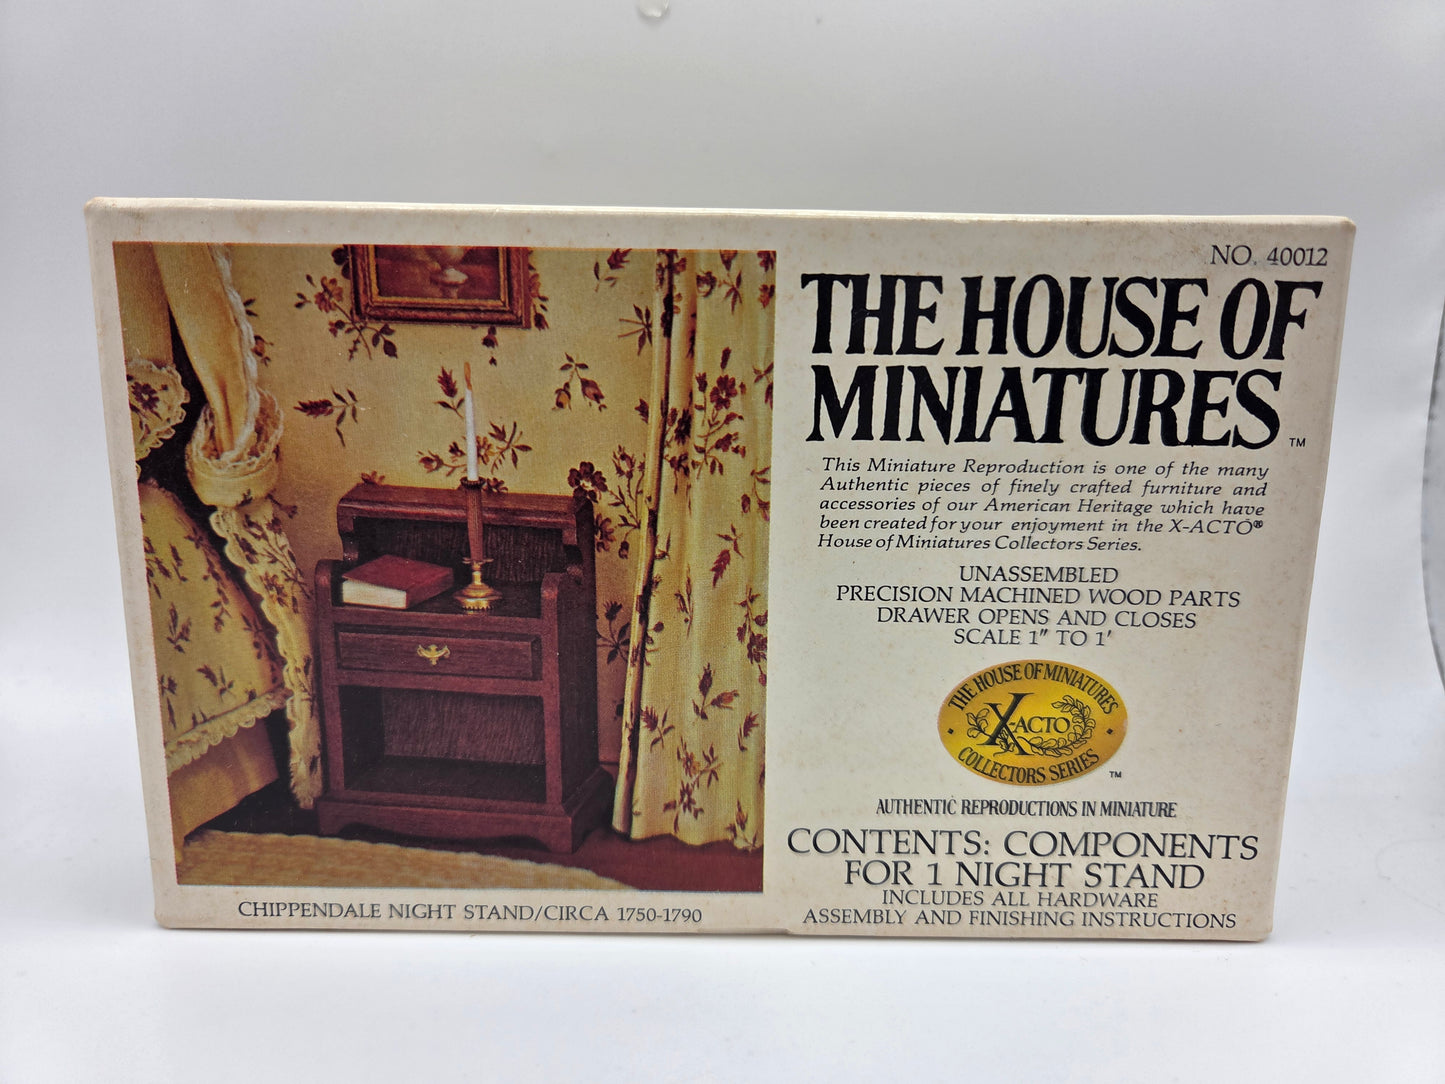 NO. 40012
THE HOUSE OF
MINIATURES ™
This Miniature Reproduction is one of the many
Authentic pieces of finely crafted furniture and
accessories of our American Heritage which have
been created for your enjoyment in the X-ACTO®
House of Miniatures Collectors Series.
UNASSEMBLED
PRECISION MACHINED WOOD PARTS
DRAWER OPENS AND CLOSES
SCALE 1" TO 1'
THE HOUSE OF MINIATURES
X-ACTO
COLLECTORS SERIES
™
AUTHENTIC REPRODUCTIONS IN MINIATURE
CONTENTS: COMPONENTS
FOR 1 NIGHT STAND
INCLUDES ALL HARDWARE
ASSEMBLY AND FINISHING INSTRUCTIONS
CHIPPENDALE NIGHT STAND/CIRCA 1750-1790